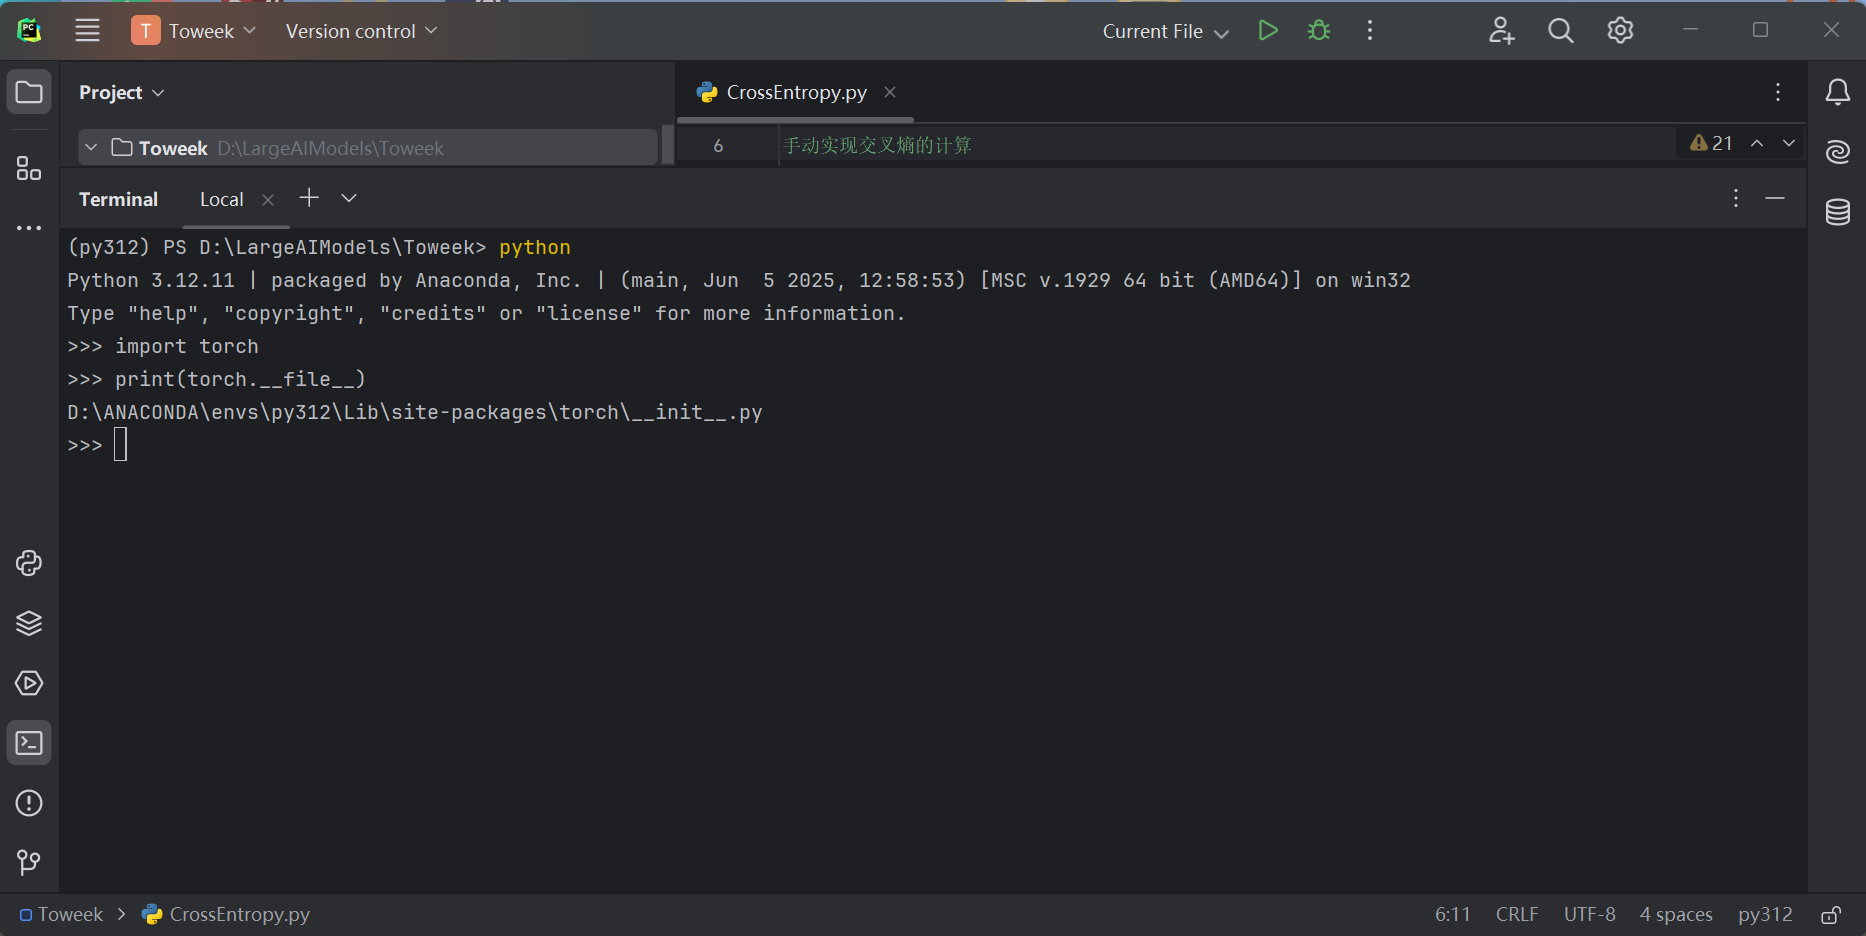 T Toweek Version control Current File
Project CrossEntropy.py
Toweek D:\LargeAIModels\Toweek 6 手动实现交叉熵的计算 21
Terminal Local
(py312) PS D:\LargeAIModels\Toweek> python
Python 3.12.11 | packaged by Anaconda, Inc. | (main, Jun  5 2025, 12:58:53) [MSC v.1929 64 bit (AMD64)] on win32
Type "help", "copyright", "credits" or "license" for more information.
>>> import torch
>>> print(torch.__file__)
D:\ANACONDA\envs\py312\Lib\site-packages\torch\__init__.py
>>>
Toweek > CrossEntropy.py 6:11 CRLF UTF-8 4 spaces py312